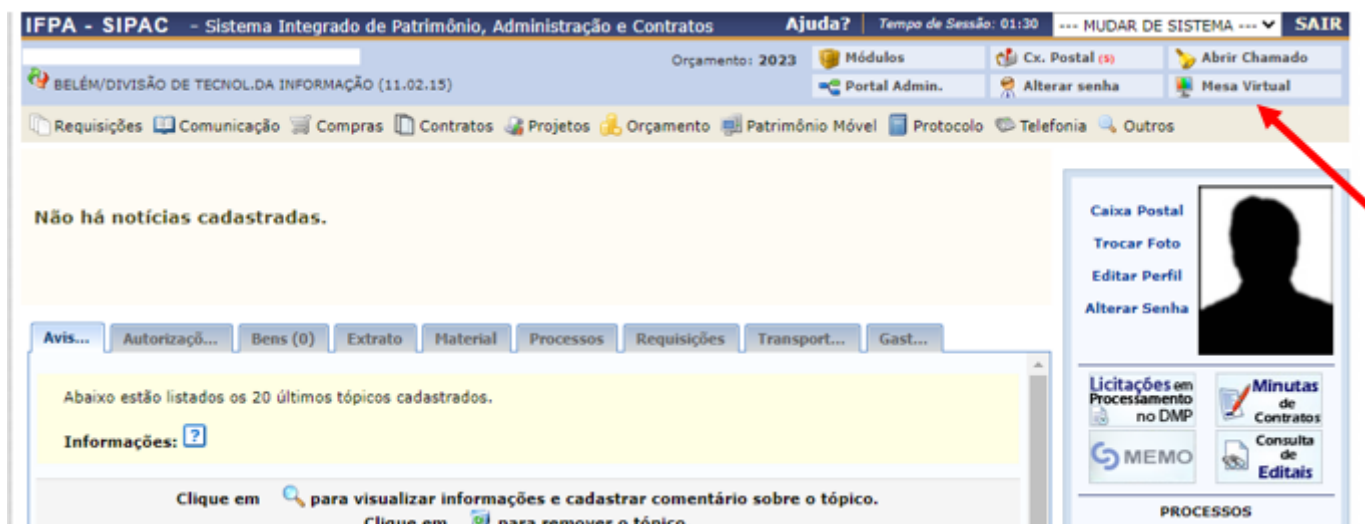 IFPA - SIPAC - Sistema Integrado de Patrimônio, Administração e Contratos Ajuda? Tempo de Sessão: 01:30 --- MUDAR DE SISTEMA --- SAIR
Orçamento: 2023 Módulos Cx. Postal (5) Abrir Chamado
BELÉM/DIVISÃO DE TECNOL.DA INFORMAÇÃO (11.02.15) Portal Admin. Alterar senha Mesa Virtual
Requisições Comunicação Compras Contratos Projetos Orçamento Patrimônio Móvel Protocolo Telefonia Outros
Não há notícias cadastradas.
Caixa Postal
Trocar Foto
Editar Perfil
Alterar Senha
Avis... Autorizaçõ... Bens (0) Extrato Material Processos Requisições Transport... Gast...
Abaixo estão listados os 20 últimos tópicos cadastrados.
Informações: ?
Clique em para visualizar informações e cadastrar comentário sobre o tópico.
Clique em para remover o tópico.
Licitações em
Processamento
no DMP
Minutas
de
Contratos
MEMO
Consulta
de
Editais
PROCESSOS